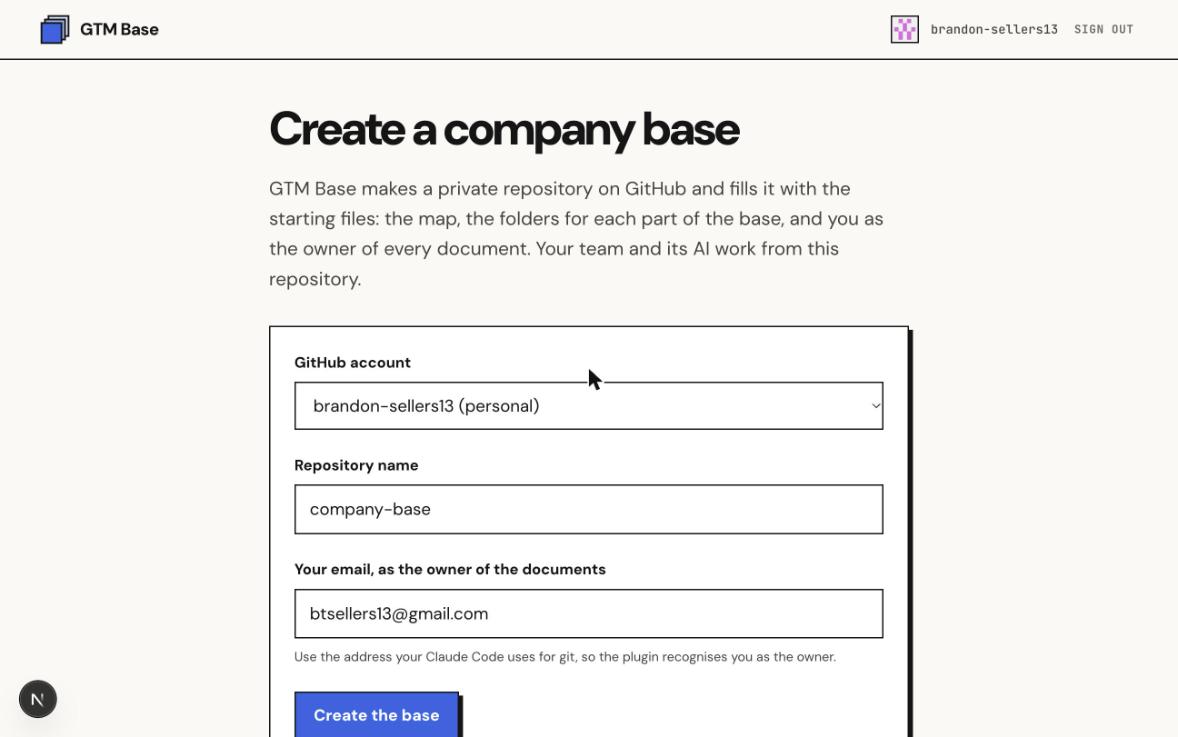 GTM Base
brandon-sellers13 SIGN OUT
Create a company base
GTM Base makes a private repository on GitHub and fills it with the
starting files: the map, the folders for each part of the base, and you as
the owner of every document. Your team and its AI work from this
repository.
GitHub account
brandon-sellers13 (personal)
Repository name
company-base
Your email, as the owner of the documents
btsellers13@gmail.com
Use the address your Claude Code uses for git, so the plugin recognises you as the owner.
N
Create the base